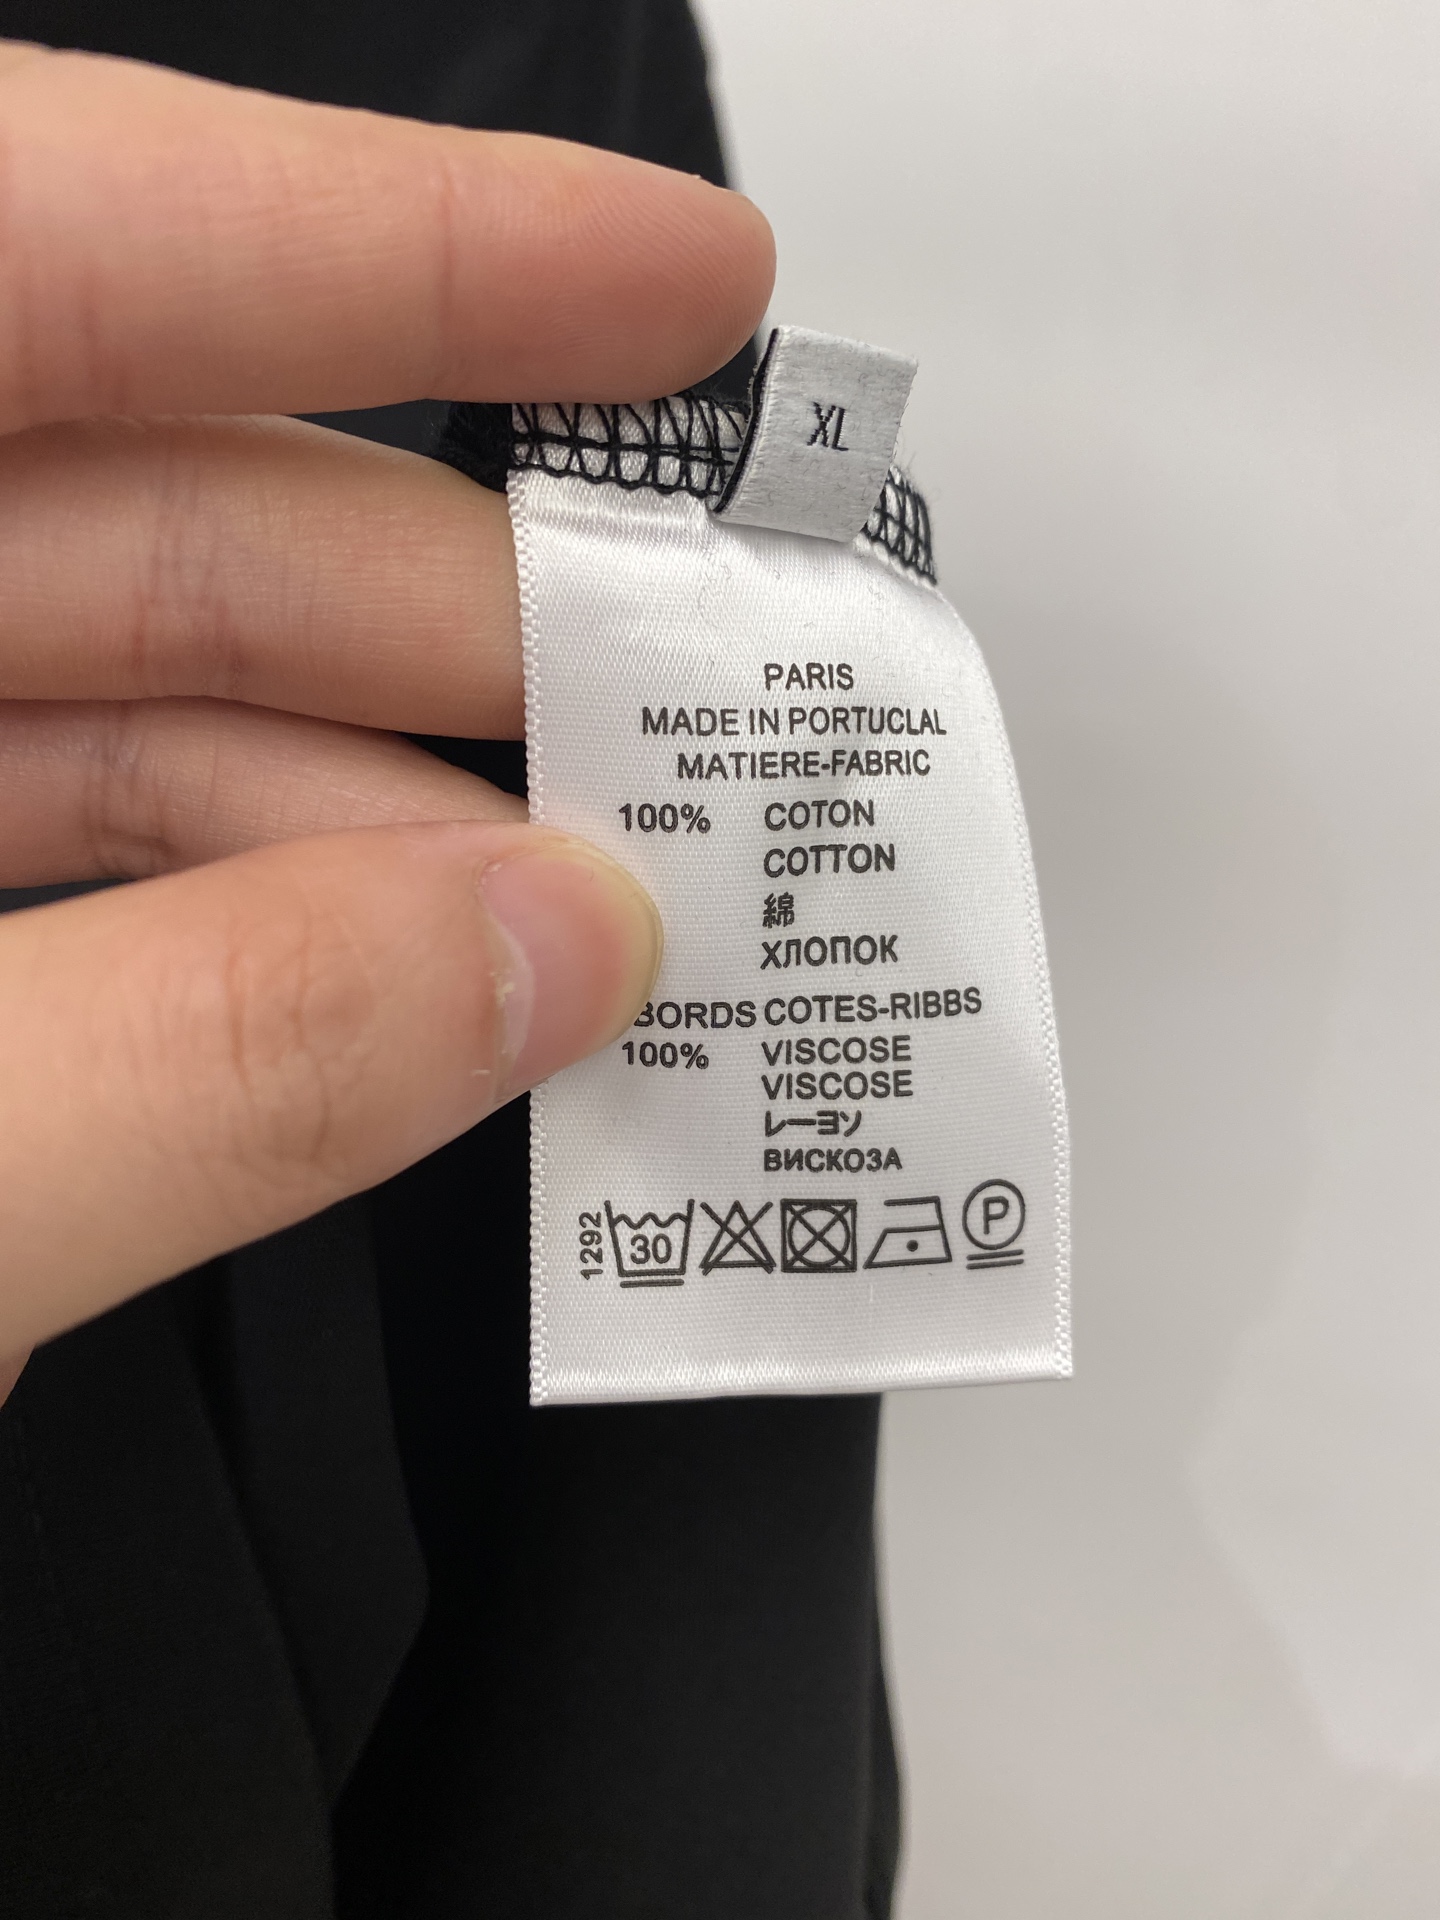 XL
PARIS
MADE IN PORTUCLAL
MATIERE-FABRIC
100% COTON
COTTON
綿
ХЛОПОК
BORDS COTES-RIBBS
100% VISCOSE
VISCOSE
レーヨン
ВИСКОЗА
1292 30 P